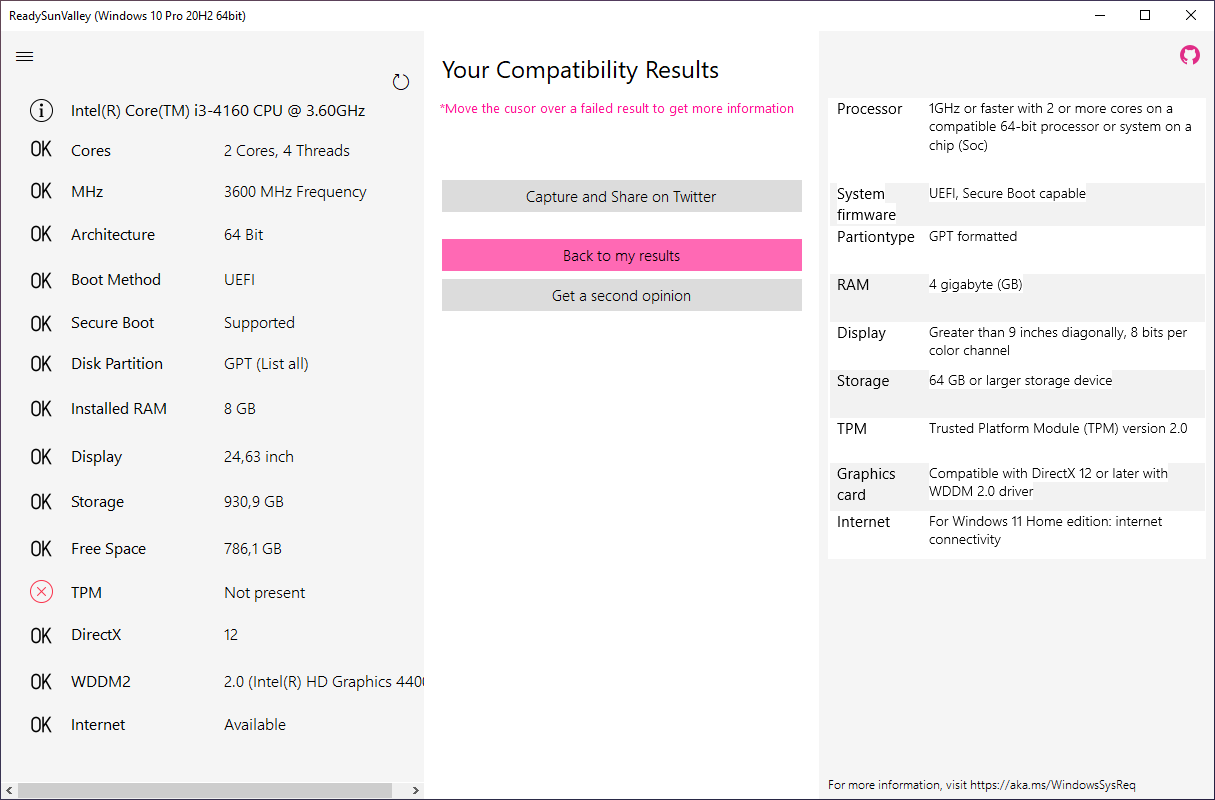 ReadySunValley (Windows 10 Pro 20H2 64bit)
Intel(R) Core(TM) i3-4160 CPU @ 3.60GHz
OK Cores 2 Cores, 4 Threads
OK MHz 3600 MHz Frequency
OK Architecture 64 Bit
OK Boot Method UEFI
OK Secure Boot Supported
OK Disk Partition GPT (List all)
OK Installed RAM 8 GB
OK Display 24,63 inch
OK Storage 930,9 GB
OK Free Space 786,1 GB
TPM Not present
OK DirectX 12
OK WDDM2 2.0 (Intel(R) HD Graphics 440
OK Internet Available
Your Compatibility Results
*Move the cusor over a failed result to get more information
Capture and Share on Twitter
Back to my results
Get a second opinion
Processor 1GHz or faster with 2 or more cores on a
compatible 64-bit processor or system on a
chip (Soc)
System UEFI, Secure Boot capable
firmware
Partiontype GPT formatted
RAM 4 gigabyte (GB)
Display Greater than 9 inches diagonally, 8 bits per
color channel
Storage 64 GB or larger storage device
TPM Trusted Platform Module (TPM) version 2.0
Graphics Compatible with DirectX 12 or later with
card WDDM 2.0 driver
Internet For Windows 11 Home edition: internet
connectivity
For more information, visit https://aka.ms/WindowsSysReq